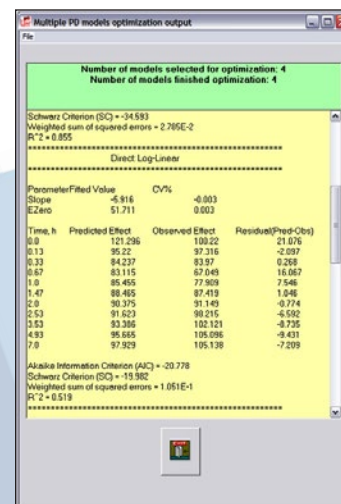 Multiple PD models optimization output
File
Number of models selected for optimization: 4
Number of models finished optimization: 4
Schwarz Criterion (SC) = -34.593
Weighted sum of squared errors = 2.785E-2
R^2 = 0.855
********************************************************
Direct Log-Linear
********************************************************
Parameter Fitted Value CV%
Slope -5.916 -0.003
EZero 51.711 0.003
Time, h Predicted Effect Observed Effect Residual(Pred-Obs)
0.0 121.296 100.22 21.076
0.13 95.22 97.316 -2.097
0.33 84.237 83.97 0.268
0.67 83.115 67.049 16.067
1.0 85.455 77.909 7.546
1.47 88.465 87.419 1.046
2.0 90.375 91.149 -0.774
2.53 91.623 98.215 -6.592
3.53 93.386 102.121 -8.735
4.93 95.665 105.096 -9.431
7.0 97.929 105.138 -7.209
Akaike Information Criterion (AIC) = -20.778
Schwarz Criterion (SC) = -19.982
Weighted sum of squared errors = 1.051E-1
R^2 = 0.519
********************************************************